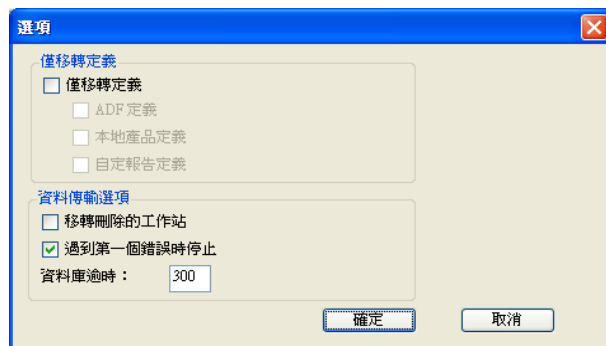 選項
僅移轉定義
僅移轉定義
ADF 定義
本地產品定義
自定報告定義
資料傳輸選項
移轉刪除的工作站
遇到第一個錯誤時停止
資料庫逾時： 300
確定 取消